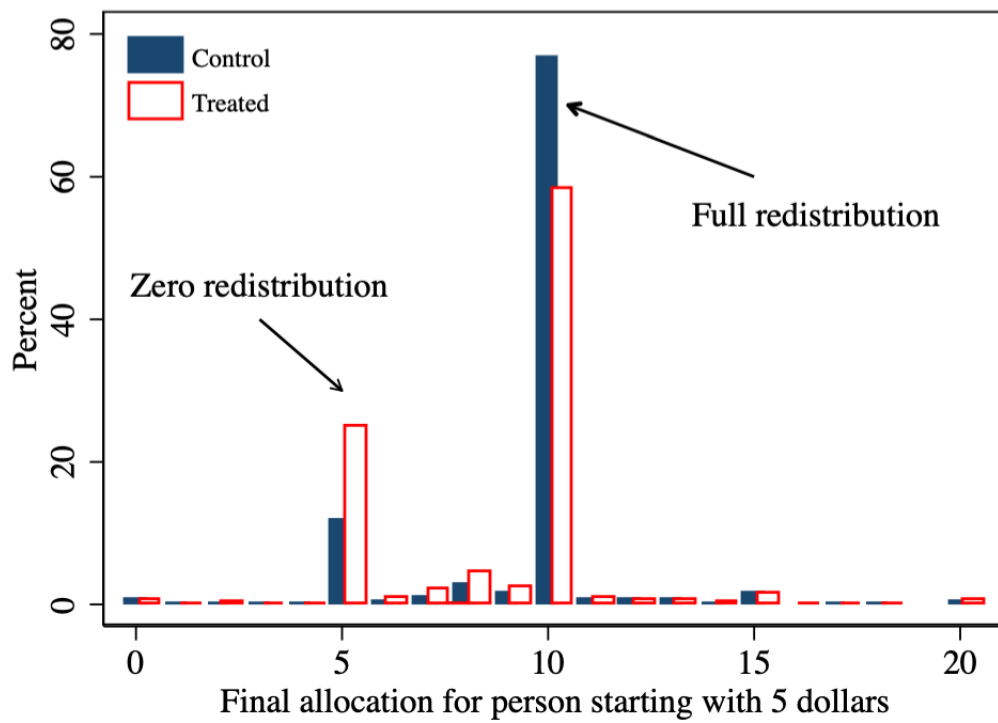 Control
Treated
Full redistribution
Zero redistribution
Percent
80
60
40
20
0
0 5 10 15 20
Final allocation for person starting with 5 dollars